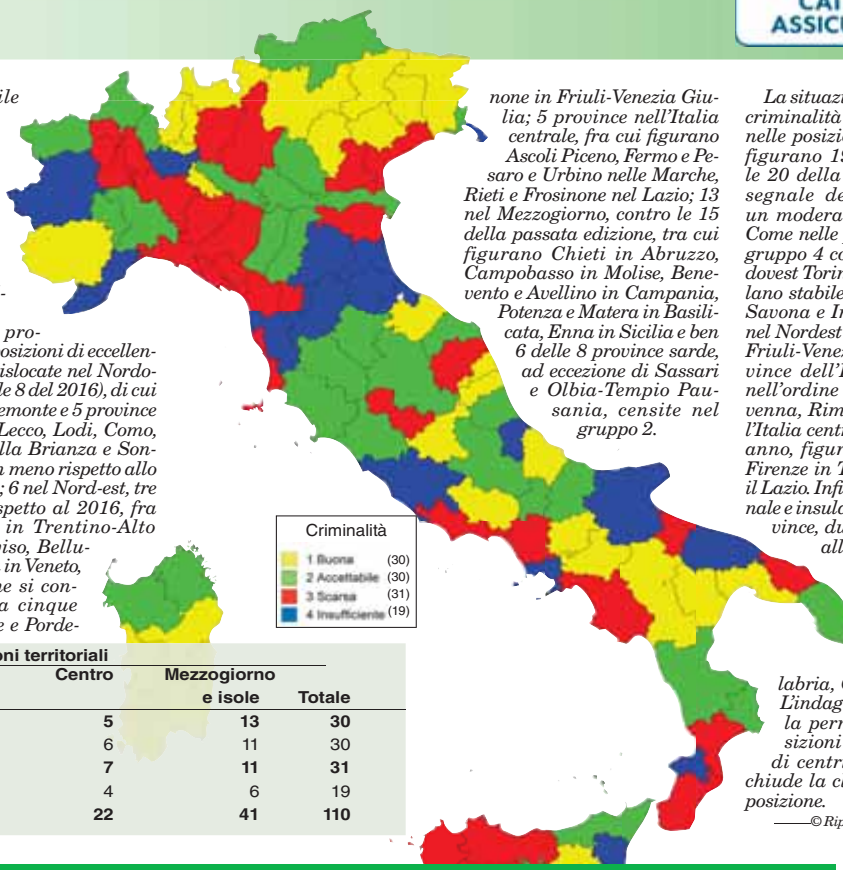 CAT
ASSICU
ile
-
pro-
osizioni di eccellen-
islocate nel Nordo-
le 8 del 2016), di cui
emonte e 5 province
Lecco, Lodi, Como,
lla Brianza e Son-
n meno rispetto allo
; 6 nel Nord-est, tre
spetto al 2016, fra
in Trentino-Alto
iso, Bellu-
in Veneto,
e si con-
a cinque
e e Porde-
none in Friuli-Venezia Giu-
lia; 5 province nell'Italia
centrale, fra cui figurano
Ascoli Piceno, Fermo e Pe-
saro e Urbino nelle Marche,
Rieti e Frosinone nel Lazio; 13
nel Mezzogiorno, contro le 15
della passata edizione, tra cui
figurano Chieti in Abruzzo,
Campobasso in Molise, Bene-
vento e Avellino in Campania,
Potenza e Matera in Basili-
cata, Enna in Sicilia e ben
6 delle 8 province sarde,
ad eccezione di Sassari
e Olbia-Tempio Pau-
sania, censite nel
gruppo 2.
La situazi
criminalità
nelle posizio
figurano 19
le 20 della
segnale de
un modera
Come nelle p
gruppo 4 co
dovest Torin
lano stabile
Savona e In
nel Nordest
Friuli-Venez
vince dell'I
nell'ordine
venna, Rim
l'Italia centr
anno, figur
Firenze in T
il Lazio. Infi
nale e insula
vince, du
all
labria, C
L'indag
la perm
sizioni
di centr
chiude la cl
posizione.
© Rip
Criminalità
1 Buona (30)
2 Accettabile (30)
3 Scarsa (31)
4 Insufficiente (19)
oni territoriali
Centro Mezzogiorno
e isole Totale
5 13 30
6 11 30
7 11 31
4 6 19
22 41 110